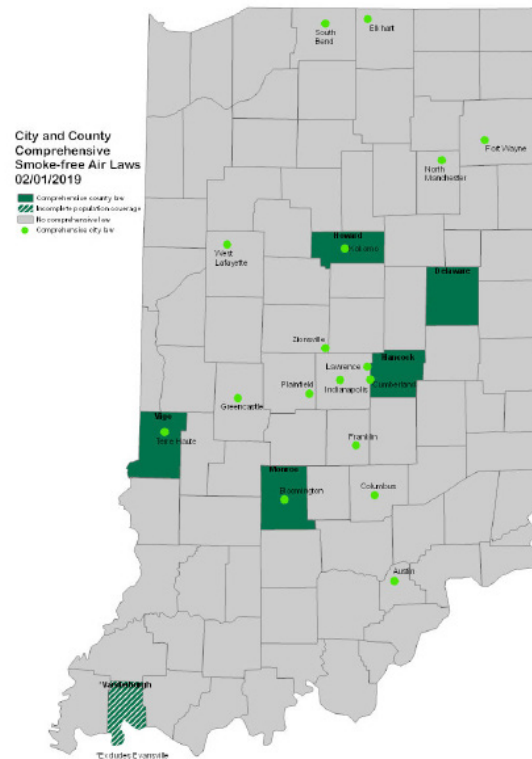 South
Bend
Elkhart
City and County
Comprehensive
Smoke-free Air Laws
02/01/2019
Comprehensive county law
Incomplete population coverage
No comprehensive law
Comprehensive city law
Fort Wayne
North
Manchester
Howard
Kokomo
West
Lafayette
Delaware
Zionsville
Hancock
Lawrence
Cumberland
Plainfield
Indianapolis
Greencastle
Vigo
Terre Haute
Franklin
Monroe
Bloomington
Columbus
Austin
*Vanderburgh
*Excludes Evansville